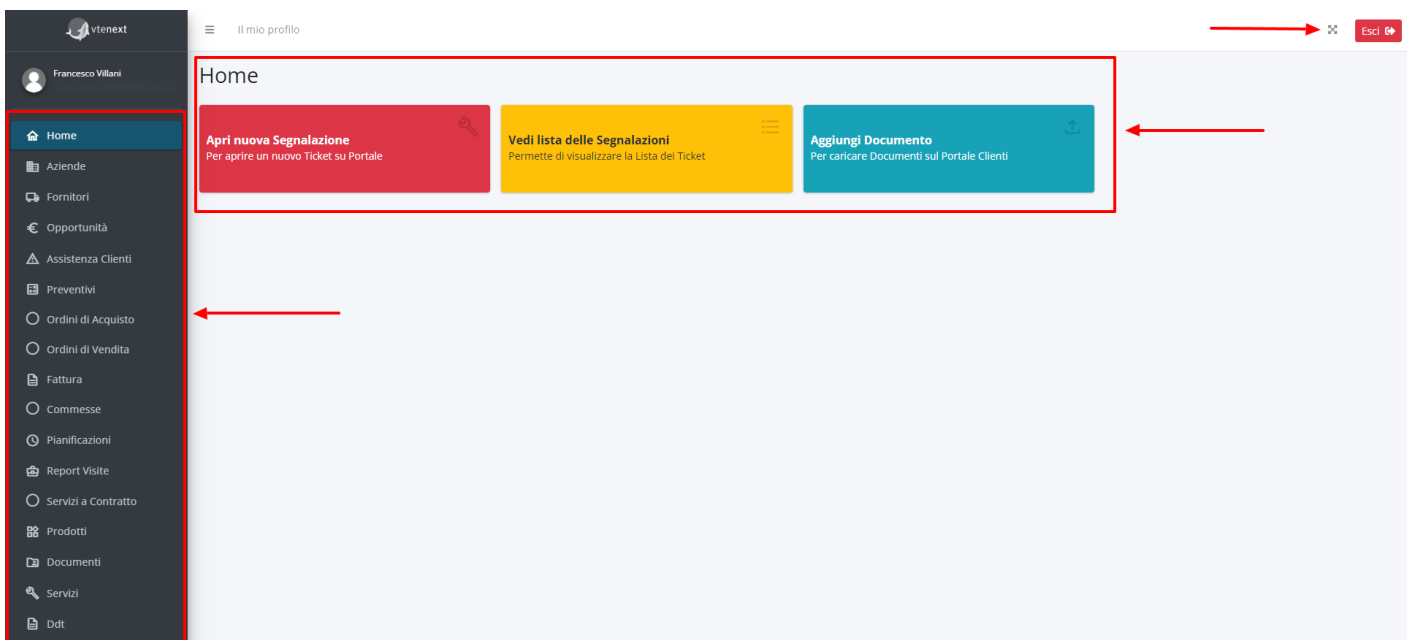 vtenext
Il mio profilo
Esci
Francesco Villani
Home
Aziende
Fornitori
Opportunità
Assistenza Clienti
Preventivi
Ordini di Acquisto
Ordini di Vendita
Fattura
Commesse
Pianificazioni
Report Visite
Servizi a Contratto
Prodotti
Documenti
Servizi
Ddt
Home
Apri nuova Segnalazione
Per aprire un nuovo Ticket su Portale
Vedi lista delle Segnalazioni
Permette di visualizzare la Lista dei Ticket
Aggiungi Documento
Per caricare Documenti sul Portale Clienti